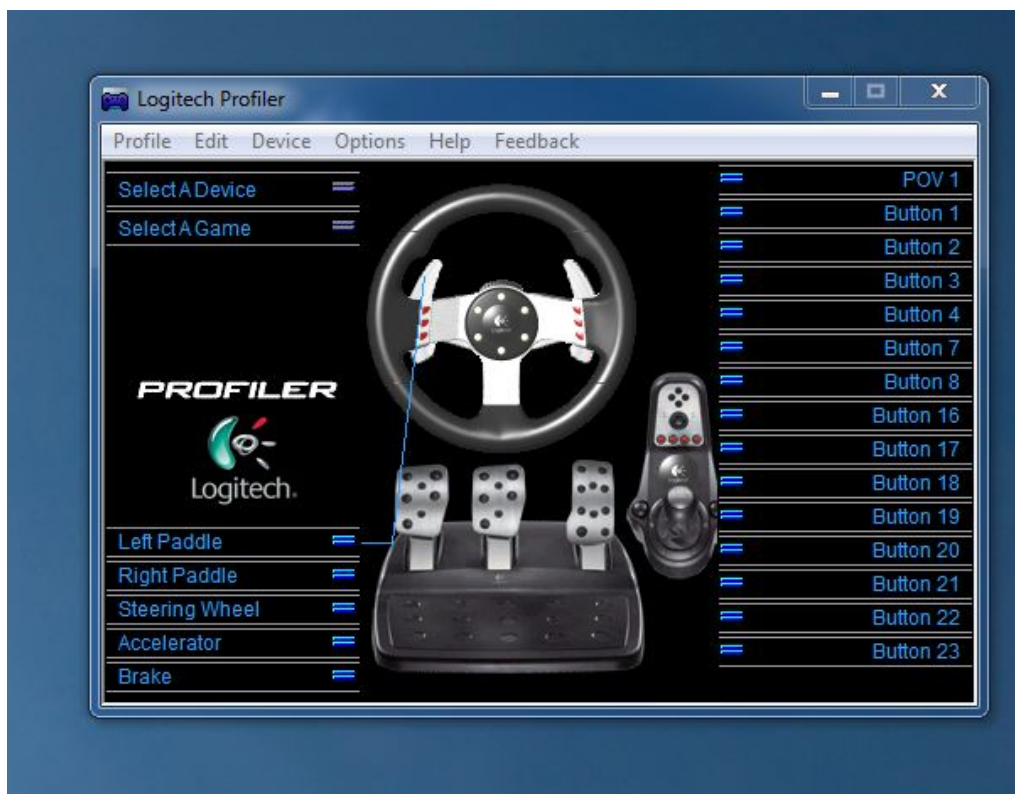 Logitech Profiler
Profile Edit Device Options Help Feedback
Select A Device
Select A Game
PROFILER
Logitech.
Left Paddle
Right Paddle
Steering Wheel
Accelerator
Brake
POV 1
Button 1
Button 2
Button 3
Button 4
Button 7
Button 8
Button 16
Button 17
Button 18
Button 19
Button 20
Button 21
Button 22
Button 23